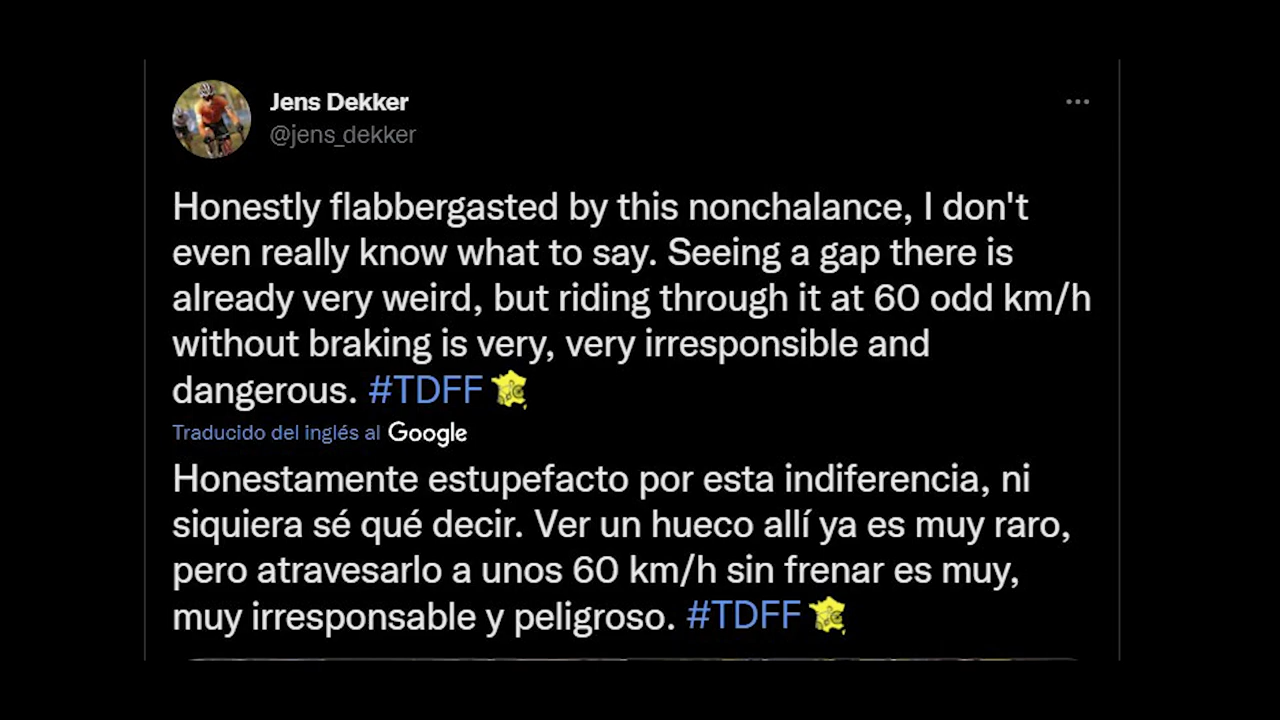 Jens Dekker
@jens_dekker
Honestly flabbergasted by this nonchalance, I don't
even really know what to say. Seeing a gap there is
already very weird, but riding through it at 60 odd km/h
without braking is very, very irresponsible and
dangerous. #TDFF
Traducido del inglés al Google
Honestamente estupefacto por esta indiferencia, ni
siquiera sé qué decir. Ver un hueco allí ya es muy raro,
pero atravesarlo a unos 60 km/h sin frenar es muy,
muy irresponsable y peligroso. #TDFF